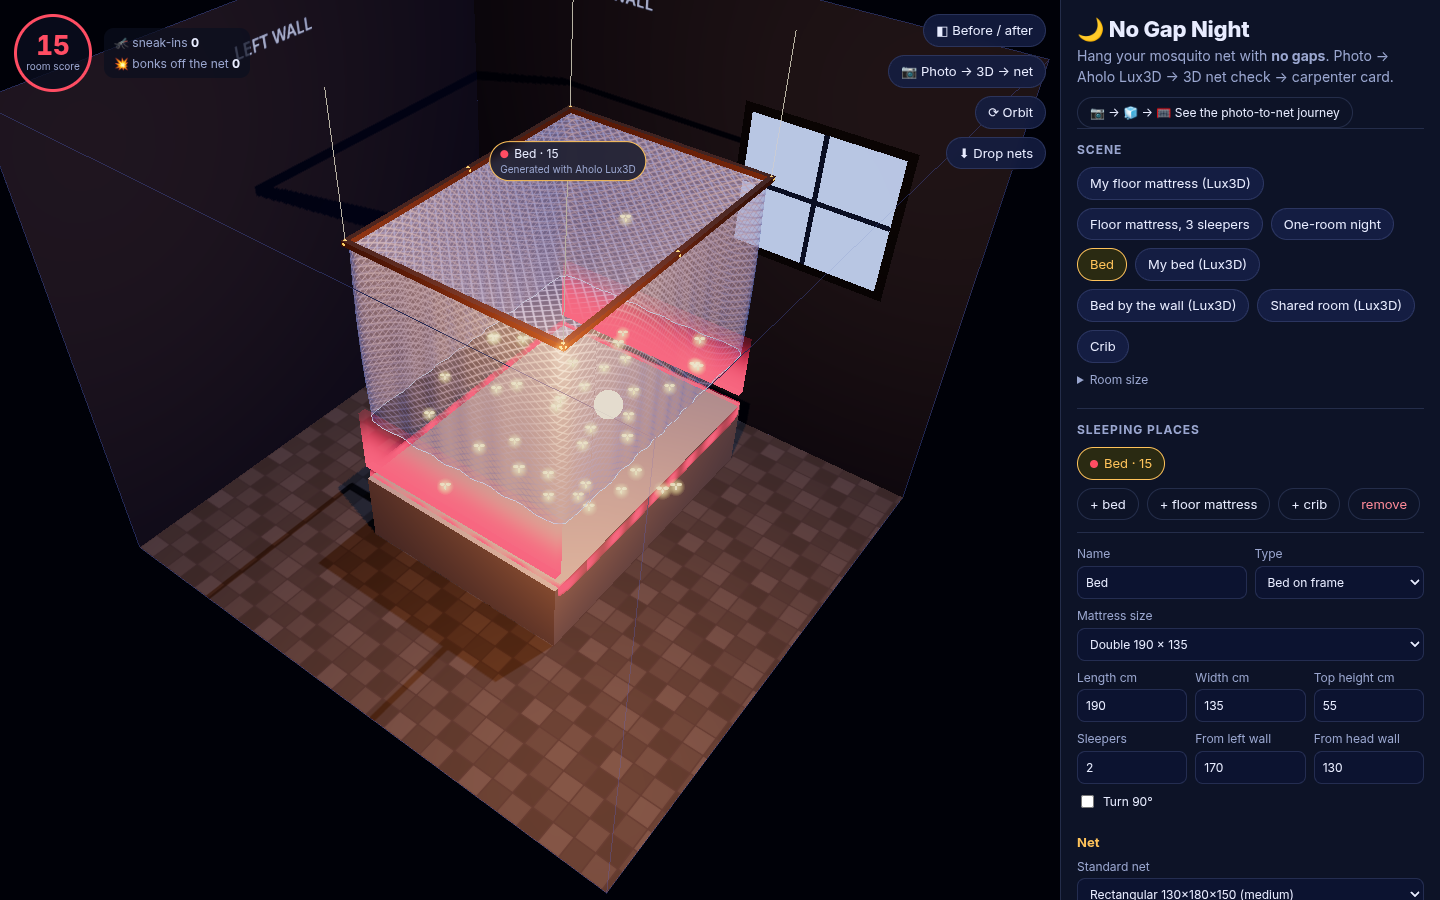 15
room score
🦟 sneak-ins 0
💥 bonks off the net 0
LEFT WALL
Bed · 15
Generated with Aholo Lux3D
◧ Before / after
📷 Photo → 3D → net
⟳ Orbit
⬇ Drop nets
🌙 No Gap Night
Hang your mosquito net with no gaps. Photo →
Aholo Lux3D → 3D net check → carpenter card.
📷 → 🧊 → 🥅 See the photo-to-net journey
SCENE
My floor mattress (Lux3D)
Floor mattress, 3 sleepers
One-room night
Bed
My bed (Lux3D)
Bed by the wall (Lux3D)
Shared room (Lux3D)
Crib
▶ Room size
SLEEPING PLACES
Bed · 15
+ bed
+ floor mattress
+ crib
remove
Name
Type
Bed
Bed on frame
Mattress size
Double 190 × 135
Length cm
Width cm
Top height cm
190
135
55
Sleepers
From left wall
From head wall
2
170
130
Turn 90°
Net
Standard net
Rectangular 130×180×150 (medium)